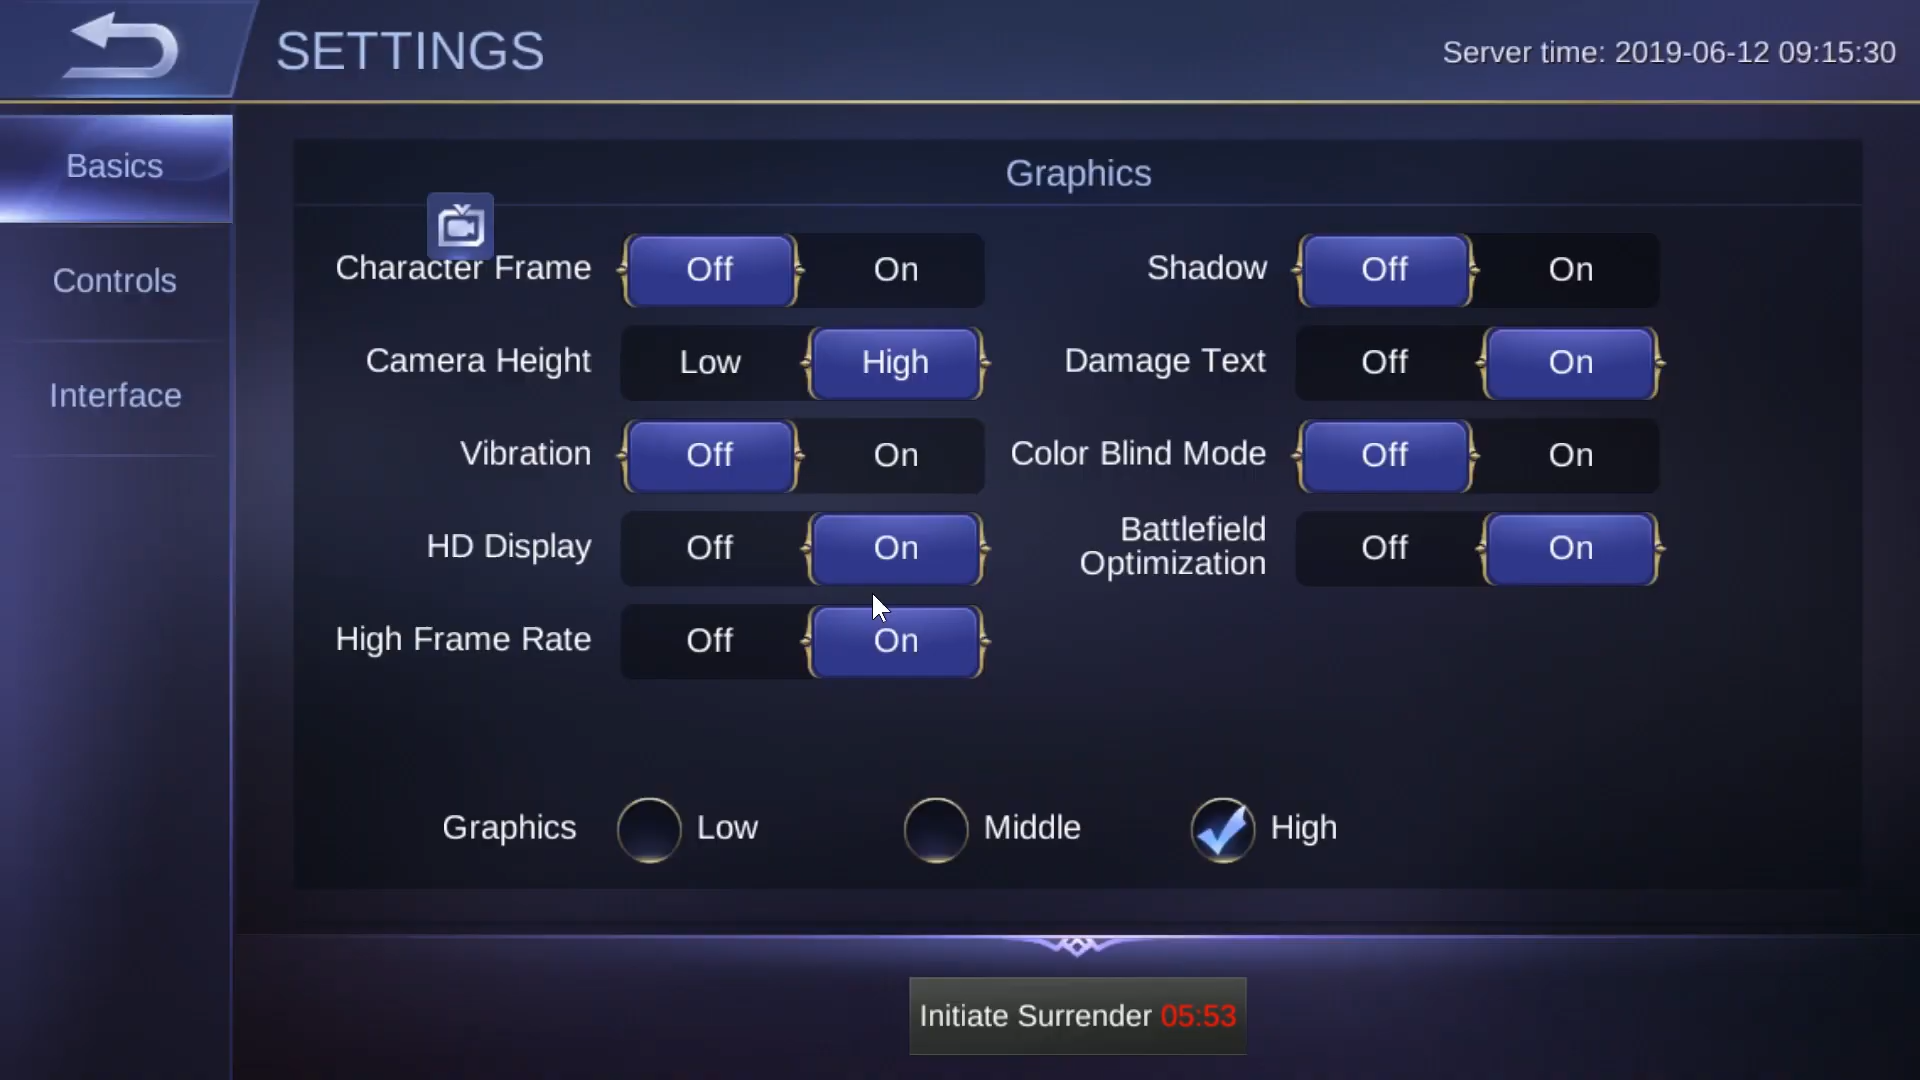 SETTINGS
Server time: 2019-06-12 09:15:30
Basics
Controls
Interface
Graphics
Character Frame Off On
Shadow Off On
Camera Height Low High
Damage Text Off On
Vibration Off On
Color Blind Mode Off On
HD Display Off On
Battlefield
Optimization Off On
High Frame Rate Off On
Graphics Low Middle High
Initiate Surrender 05:53